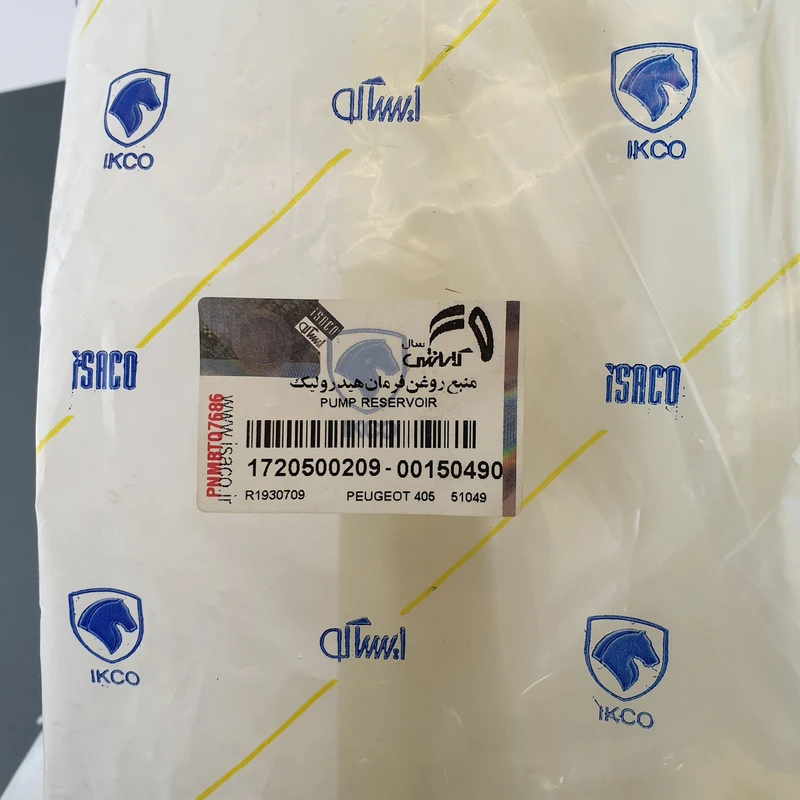 IKCO
ایساکو
IKCO
iSACO
iSACO
ایساکو
سال
گارانتی
منبع روغن فرمان هیدرولیک
PUMP RESERVOIR
PNMBTQ7686
www.isaco.ir
1720500209-00150490
R1930709 PEUGEOT 405 51049
iSACO
IKCO
ایساکو
IKCO